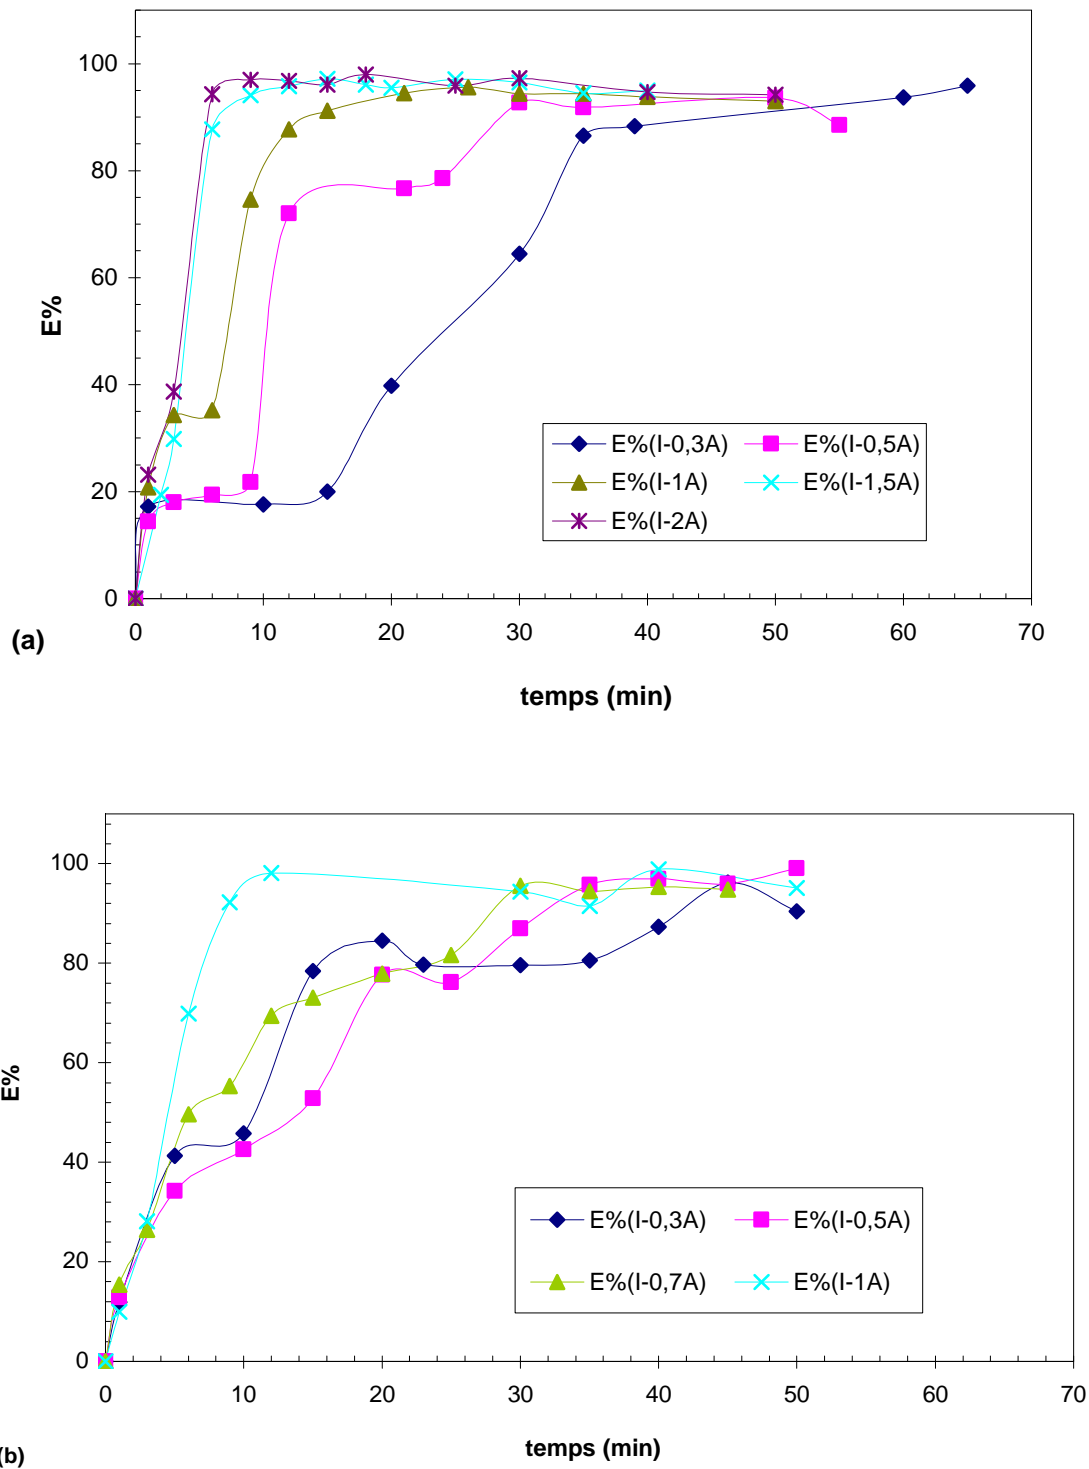 100
80
60
40
20
0
E%
E%(I-0,3A) E%(I-0,5A)
E%(I-1A) E%(I-1,5A)
E%(I-2A)
0 10 20 30 40 50 60 70
(a)
temps (min)
100
80
60
40
20
0
E%
E%(I-0,3A) E%(I-0,5A)
E%(I-0,7A) E%(I-1A)
0 10 20 30 40 50 60 70
temps (min)
(b)